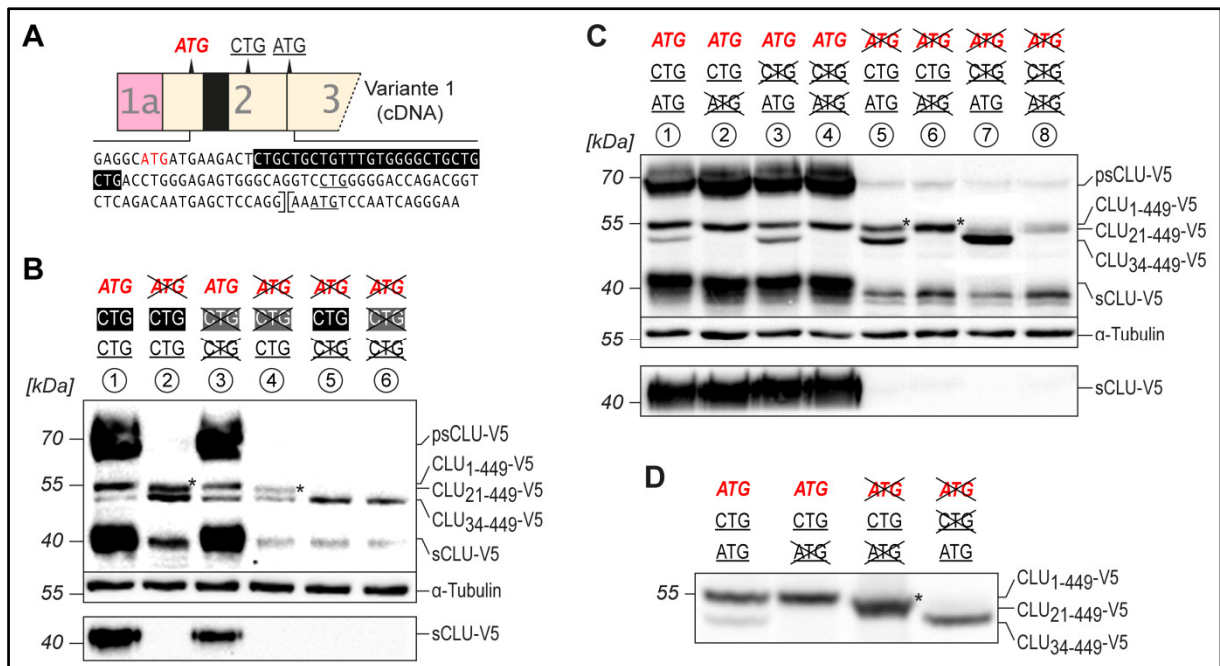 A
ATG CTG ATG
1a 2 3 Variante 1
(cDNA)
GAGGCATGATGAAGACTCTGCTGCTGTTTGTGGGGCTGCTG
CTGACCTGGGAGAGTGGGCAGGTCCTGGGGGACCAGACGGT
CTCAGACAATGAGCTCCAGG][AAATGTCCAATCAGGGAA
B
ATG ATG ATG ATG ATG ATG
CTG CTG CTG CTG CTG CTG
CTG CTG CTG CTG CTG CTG
[kDa] ① ② ③ ④ ⑤ ⑥
70 psCLU-V5
55 * * CLU1-449-V5
CLU21-449-V5
CLU34-449-V5
40 sCLU-V5
55 α-Tubulin
40 sCLU-V5
C
ATG ATG ATG ATG ATG ATG ATG ATG
CTG CTG CTG CTG CTG CTG CTG CTG
ATG ATG ATG ATG ATG ATG ATG ATG
[kDa] ① ② ③ ④ ⑤ ⑥ ⑦ ⑧
70 psCLU-V5
55 * * CLU1-449-V5
CLU21-449-V5
CLU34-449-V5
40 sCLU-V5
55 α-Tubulin
40 sCLU-V5
D
ATG ATG ATG ATG
CTG CTG CTG CTG
ATG ATG ATG ATG
55 * CLU1-449-V5
CLU21-449-V5
CLU34-449-V5